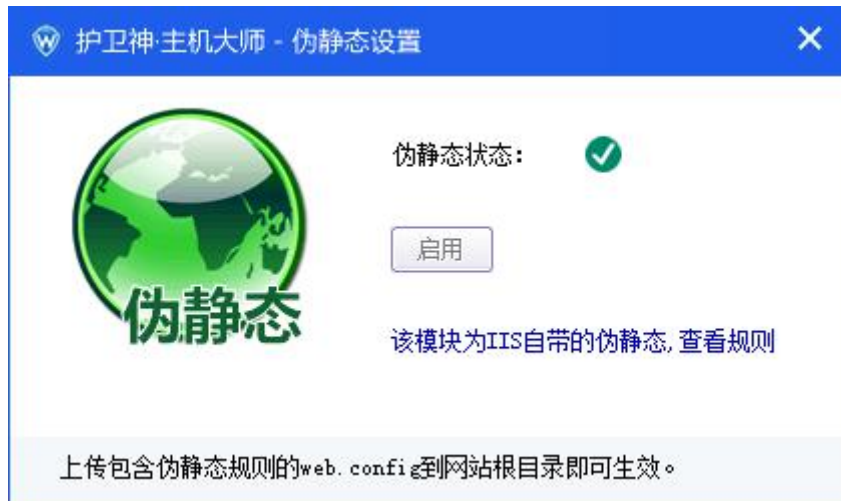 护卫神·主机大师 - 伪静态设置
伪静态状态：
启用
伪静态
该模块为IIS自带的伪静态,查看规则
上传包含伪静态规则的web.config到网站根目录即可生效。